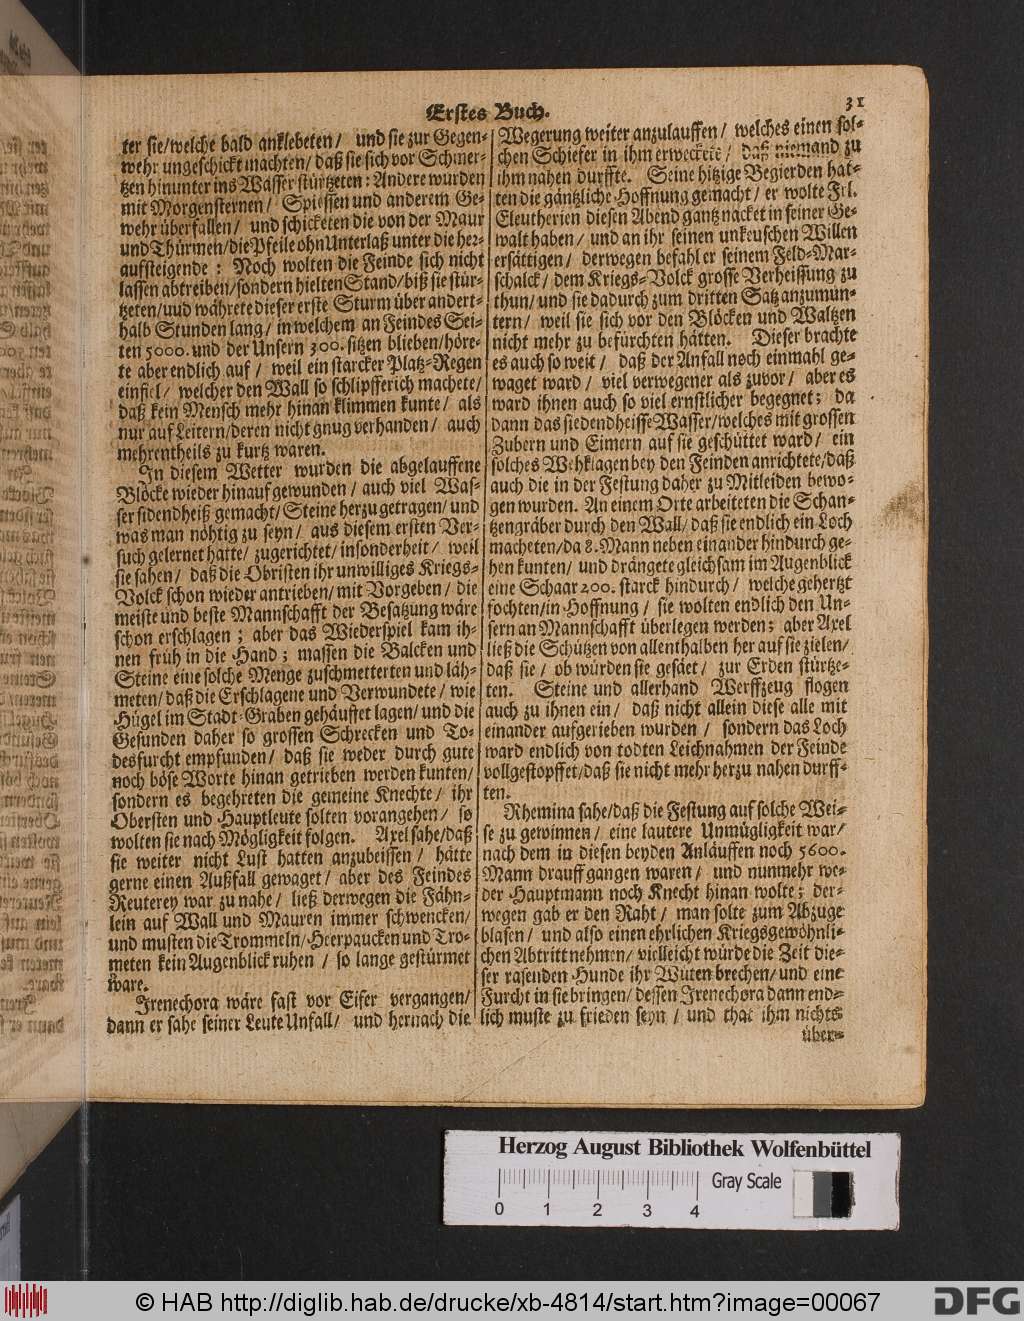 Erstes Buch.
31
ter sie/welche bald anklebeten/ und sie zur Gegen-
wehr ungeschickt machten/ daß sie sich vor Schmer-
tzen hinunter ins Wasser stürtzeten: Andere wurden
mit Morgensternen/ Spiessen und anderem Ge-
wehr überfallen/ und schicketen die von der Maur
und Thürmen/die Pfeile ohn Unterlaß unter die her-
auffsteigende: Noch wolten die Feinde sich nicht
lassen abtreiben/sondern hielten Stand/biß sie stür-
tzeten/uud währete dieser erste Sturm über andert-
halb Stunden lang/ in welchem an Feindes Sei-
ten 5000. und der Unsern 300. sitzen blieben/höre-
te aber endlich auf/ weil ein starcker Platz-Regen
einfiel/ welcher den Wall so schlipfferich machete/
daß kein Mensch mehr hinan klimmen kunte/ als
nur auf Leitern/deren nicht gnug verhanden/ auch
mehrentheils zu kurtz waren.
In diesem Wetter wurden die abgelauffene
Blöcke wieder hinauf gewunden/ auch viel Was-
ser sidendheiß gemacht/Steine herzu getragen/ und
was man nöhtig zu seyn/ aus diesem ersten Ver-
such gelernet hatte/ zugerichtet/insonderheit/ weil
sie sahen/ daß die Obristen ihr unwilliges Kriegs-
Volck schon wieder antrieben/ mit Vorgeben/ die
meiste und beste Mannschafft der Besatzung wäre
schon erschlagen; aber das Wiederspiel kam ih-
nen früh in die Hand; massen die Balcken und
Steine eine solche Menge zuschmetterten und läh-
meten/ daß die Erschlagene und Verwundete/ wie
Hügel im Stadt-Graben gehäuffet lagen/ und die
Gesunden daher so grossen Schrecken und To-
desfurcht empfunden/ daß sie weder durch gute
noch böse Worte hinan getrieben werden kunten/
sondern es begehreten die gemeine Knechte/ ihr
Obersten und Hauptleute solten vorangehen/ so
wolten sie nach Mögligkeit folgen. Axel sahe/daß
sie weiter nicht Lust hatten anzubeissen/ hätte
gerne einen Außfall gewaget/ aber des Feindes
Reuterey war zu nahe/ ließ derwegen die Fähn-
lein auf Wall und Mauren immer schwencken/
und musten die Trommeln/Heerpaucken und Tro-
meten kein Augenblick ruhen/ so lange gestürmet
ware.
Irenechora wäre fast vor Eifer vergangen/
dann er sahe seiner Leute Unfall/ und hernach die
Wegerung weiter anzulauffen/ welches einen sol-
chen Schiefer in ihm erweckete/ daß niemand zu
ihm nahen durffte. Seine hitzige Begierden hat-
ten die gäntzliche Hoffnung gemacht/ er wolte Frl.
Eleutherien diesen Abend gantz nacket in seiner Ge-
walt haben/ und an ihr seinen unkeuschen Willen
ersättigen/ derwegen befahl er seinem Feld-Mar-
schalck/ dem Kriegs-Volck grosse Verheissung zu
thun/ und sie dadurch zum dritten Satz anzumun-
tern/ weil sie sich vor den Blöcken und Waltzen
nicht mehr zu befürchten hätten. Dieser brachte
es auch so weit/ daß der Anfall noch einmahl ge-
waget ward/ viel verwegener als zuvor/ aber es
ward ihnen auch so viel ernstlicher begegnet; da
dann das siedendheisse Wasser/welches mit grossen
Zubern und Eimern auf sie geschüttet ward/ ein
solches Wehklagen bey den Feinden anrichtete/daß
auch die in der Festung daher zu Mitleiden bewo-
gen wurden. An einem Orte arbeiteten die Schan-
tzengräber durch den Wall/ daß sie endlich ein Loch
macheten/da 8. Mann neben einander hindurch ge-
hen kunten/ und drängete gleichsam im Augenblick
eine Schaar 200. starck hindurch/ welche gehertzt
fochten/in Hoffnung/ sie wolten endlich den Un-
sern an Mannschafft überlegen werden; aber Axel
ließ die Schützen von allenthalben her auf sie zielen/
daß sie/ ob würden sie gesäet/ zur Erden stürtze-
ten. Steine und allerhand Werffzeug flogen
auch zu ihnen ein/ daß nicht allein diese alle mit
einander aufgerieben wurden/ sondern das Loch
ward endlich von todten Leichnahmen der Feinde
vollgestopffet/daß sie nicht mehr herzu nahen durff-
ten.
Rhemina sahe/daß die Festung auf solche Wei-
se zu gewinnen/ eine lautere Unmügligkeit war/
nach dem in diesen beyden Anläuffen noch 5600.
Mann drauff gangen waren/ und nunmehr we-
der Hauptmann noch Knecht hinan wolte; der-
wegen gab er den Raht/ man solte zum Abzuge
blasen/ und also einen ehrlichen Kriegsgewöhnli-
chen Abtritt nehmen/ vielleicht würde die Zeit die-
ser rasenden Hunde ihr Wüten brechen/und eine
Furcht in sie bringen/ dessen Irenechora dann end-
lich muste zu frieden seyn/ und that ihm nichts
über-
Herzog August Bibliothek Wolfenbüttel
Gray Scale
0 1 2 3 4
© HAB http://diglib.hab.de/drucke/xb-4814/start.htm?image=00067
DFG